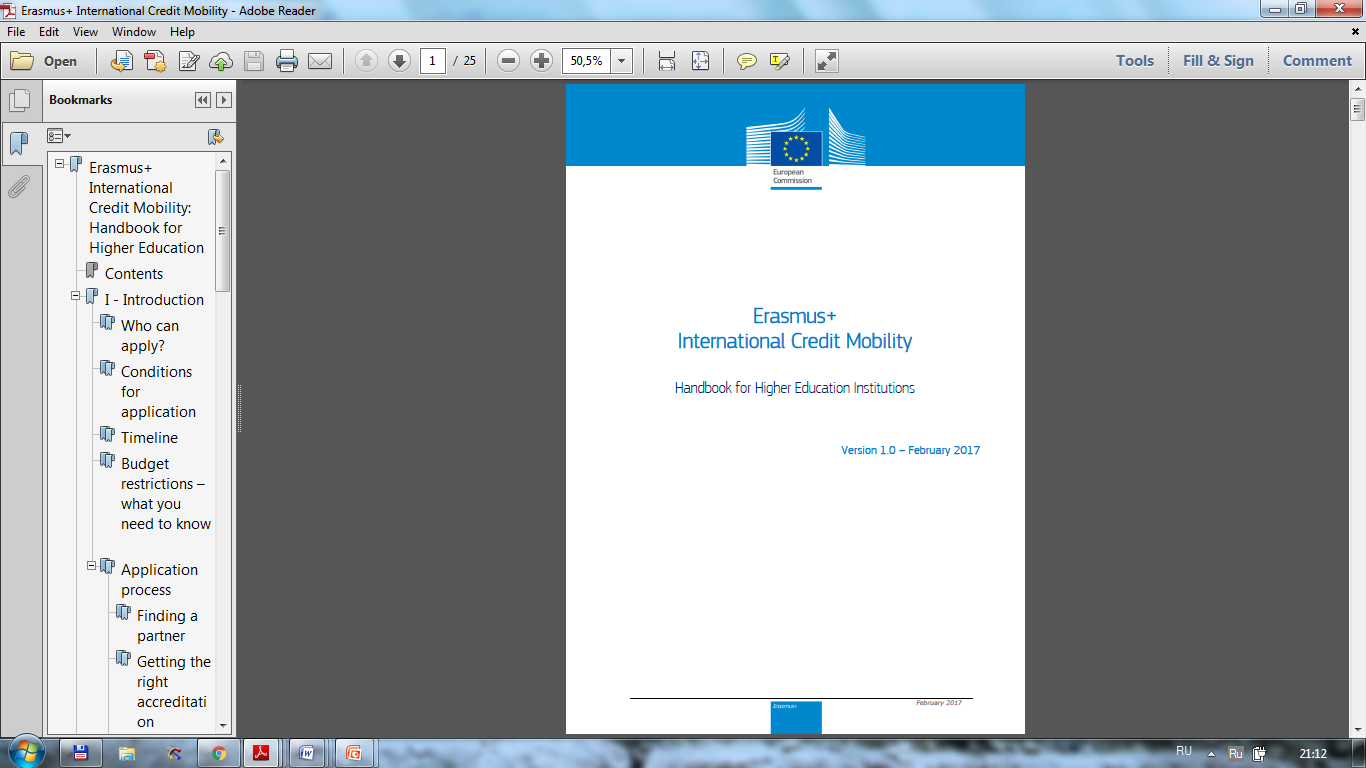 Erasmus+ International Credit Mobility - Adobe Reader
File Edit View Window Help
Open 1 / 25 50,5% Tools Fill & Sign Comment
Bookmarks
Erasmus+
International
Credit Mobility:
Handbook for
Higher Education
Contents
I - Introduction
Who can
apply?
Conditions
for
application
Timeline
Budget
restrictions –
what you
need to know
Application
process
Finding a
partner
Getting the
right
accreditati
on
European
Commission
Erasmus+
International Credit Mobility
Handbook for Higher Education Institutions
Version 1.0 – February 2017
February 2017
Erasmus+
RU Ru 21:12